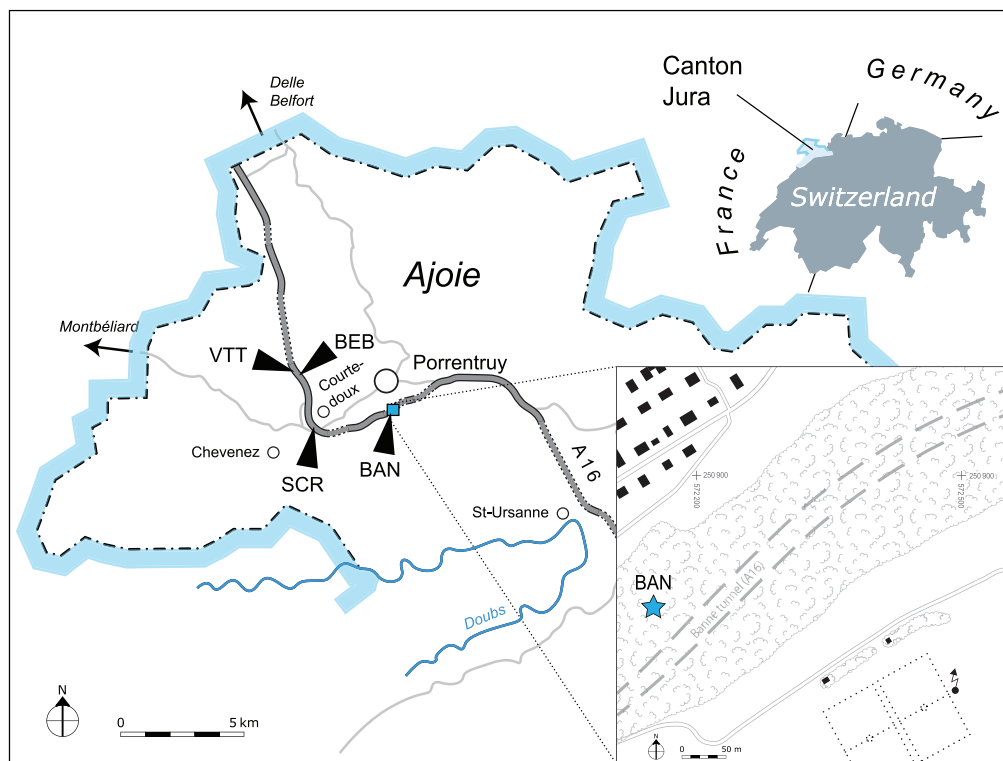 Delle
Belfort
Canton
Jura
Germany
France
Switzerland
Ajoie
Montbéliard
VTT
BEB
Courte-
doux
Porrentruy
Chevenez
SCR
BAN
A16
St-Ursanne
Doubs
N
0 5 km
250 900
572 200
250 900
572 500
BAN
Banne tunnel (A16)
N
0 50 m